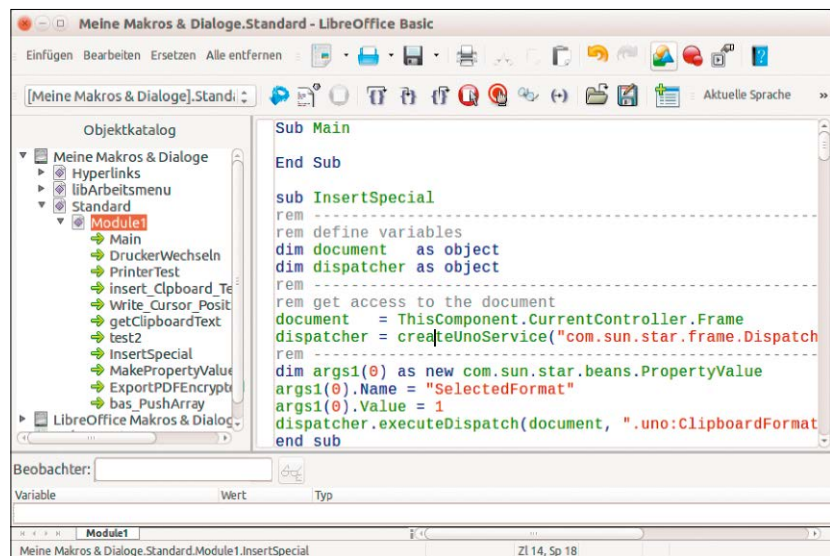 Meine Makros & Dialoge.Standard - LibreOffice Basic
Einfügen Bearbeiten Ersetzen Alle entfernen
[Meine Makros & Dialoge].Standa
Aktuelle Sprache
»
Objektkatalog
Meine Makros & Dialoge
Hyperlinks
libArbeitsmenu
Standard
Module1
Main
DruckerWechseln
PrinterTest
insert_Clpboard_Te
Write_Cursor_Posit
getClipboardText
test2
InsertSpecial
MakePropertyValue
ExportPDFEncrypte
bas_PushArray
LibreOffice Makros & Dialog
Sub Main
End Sub
sub InsertSpecial
rem ------------------------------------------------------
rem define variables
dim document   as object
dim dispatcher as object
rem ------------------------------------------------------
rem get access to the document
document   = ThisComponent.CurrentController.Frame
dispatcher = createUnoService("com.sun.star.frame.Dispatch
rem ------------------------------------------------------
dim args1(0) as new com.sun.star.beans.PropertyValue
args1(0).Name = "SelectedFormat"
args1(0).Value = 1
dispatcher.executeDispatch(document, ".uno:ClipboardFormat
end sub
Beobachter:
Variable Wert Typ
Module1
Meine Makros & Dialoge.Standard.Module1.InsertSpecial Zl 14, Sp 18